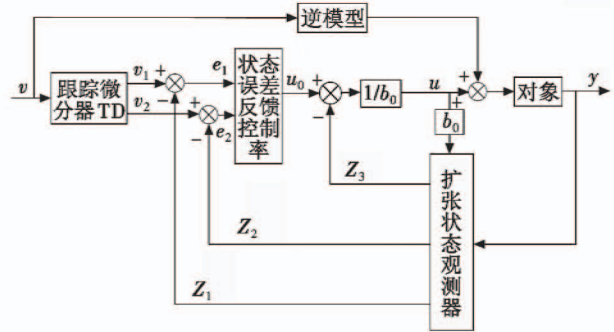 逆模型
v
跟踪微
分器TD
v₁
+
−
v₂
+
−
e₁
e₂
状态
误差
反馈
控制
率
u₀
+
−
1/b₀
u
+
+
+
b₀
对象
y
扩张状态观测器
Z₃
Z₂
Z₁